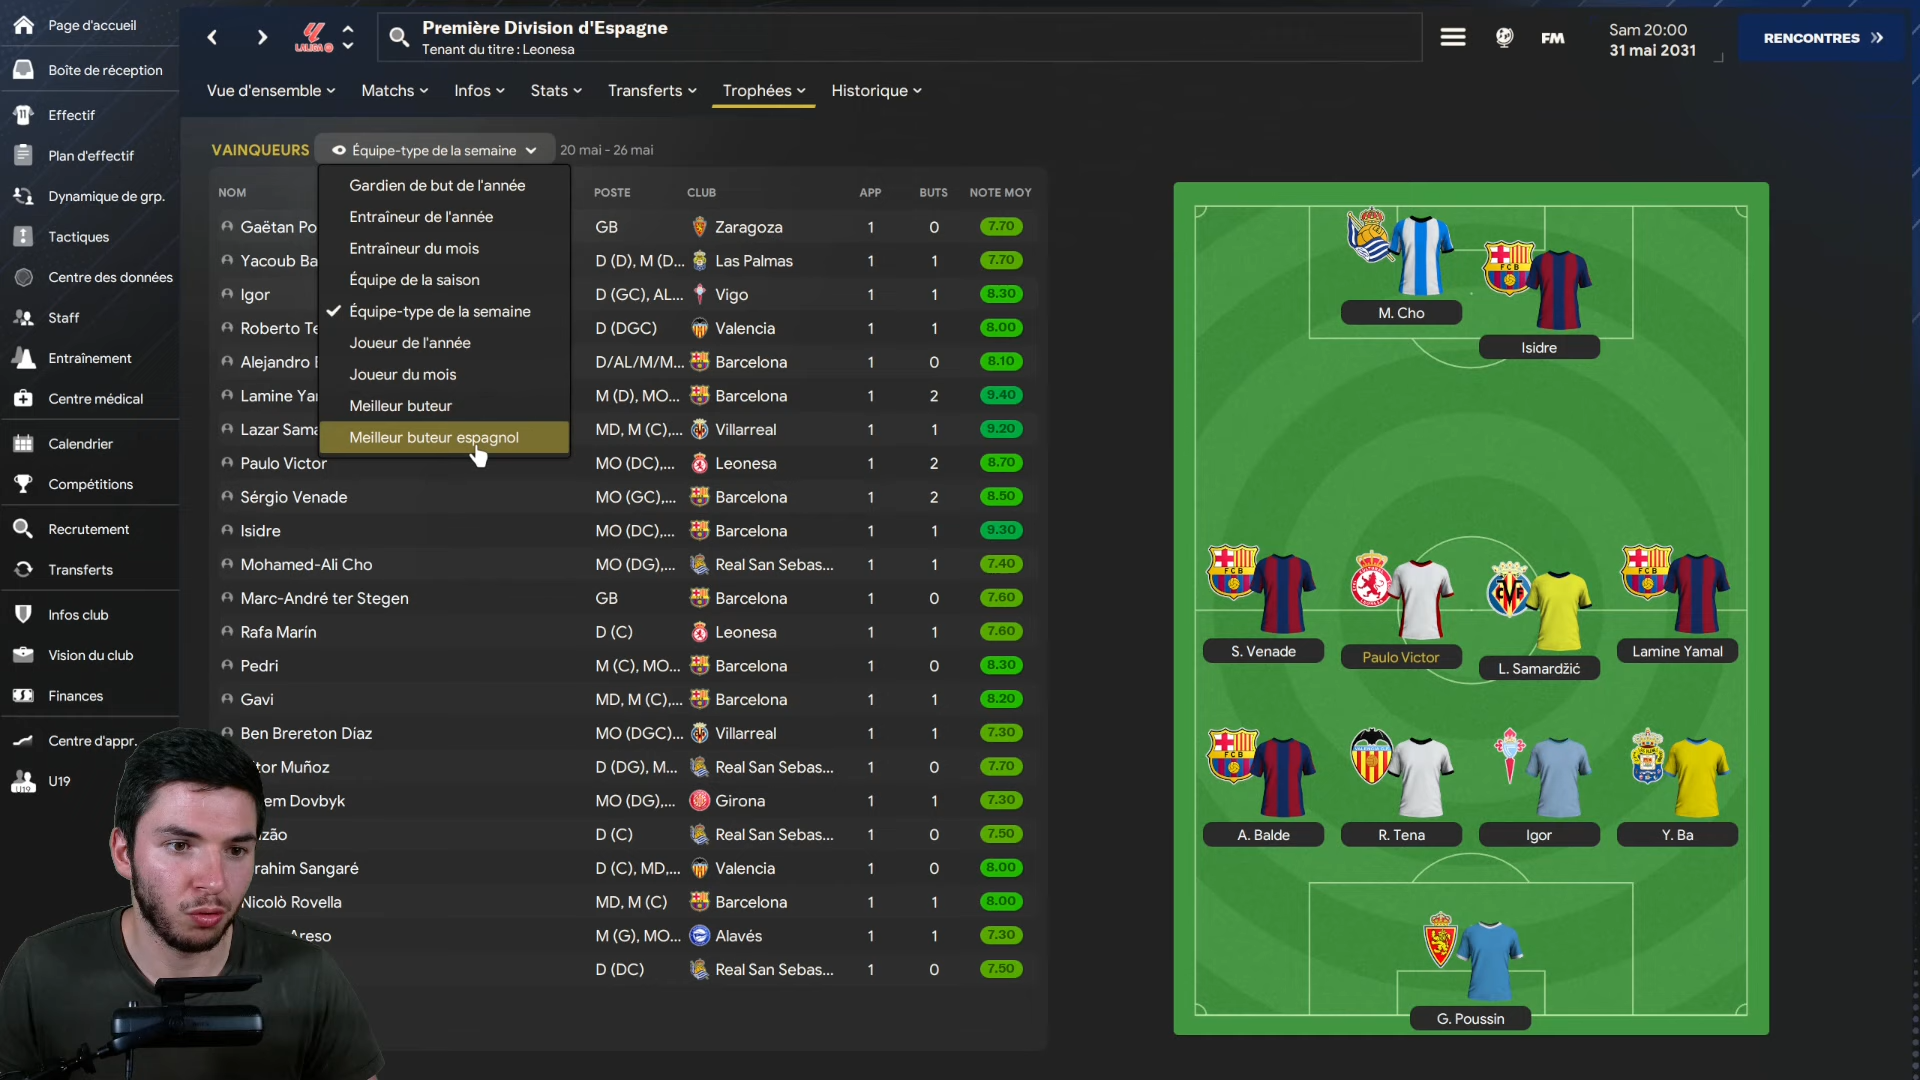 Page d'accueil
Boîte de réception
Effectif
Plan d'effectif
Dynamique de grp.
Tactiques
Centre des données
Staff
Entraînement
Centre médical
Calendrier
Compétitions
Recrutement
Transferts
Infos club
Vision du club
Finances
Centre d'appr.
U19
Première Division d'Espagne
Tenant du titre : Leonesa
FM
Sam 20:00
31 mai 2031
RENCONTRES
Vue d'ensemble
Matchs
Infos
Stats
Transferts
Trophées
Historique
VAINQUEURS
Équipe-type de la semaine
20 mai - 26 mai
Gardien de but de l'année
Entraîneur de l'année
Entraîneur du mois
Équipe de la saison
Équipe-type de la semaine
Joueur de l'année
Joueur du mois
Meilleur buteur
Meilleur buteur espagnol
NOM POSTE CLUB APP BUTS NOTE MOY
Gaëtan Po GB Zaragoza 1 0 7.70
Yacoub Ba D (D), M (D... Las Palmas 1 1 7.70
Igor D (GC), AL... Vigo 1 1 8.30
Roberto Te D (DGC) Valencia 1 1 8.00
Alejandro D/AL/M/M... Barcelona 1 0 8.10
Lamine Ya M (D), MO... Barcelona 1 2 9.40
Lazar Sama MD, M (C),... Villarreal 1 1 9.20
Paulo Victor MO (DC),... Leonesa 1 2 8.70
Sérgio Venade MO (GC),... Barcelona 1 2 8.50
Isidre MO (DC),... Barcelona 1 1 9.30
Mohamed-Ali Cho MO (DG),... Real San Sebas... 1 1 7.40
Marc-André ter Stegen GB Barcelona 1 0 7.60
Rafa Marín D (C) Leonesa 1 1 7.60
Pedri M (C), MO... Barcelona 1 0 8.30
Gavi MD, M (C),... Barcelona 1 1 8.20
Ben Brereton Díaz MO (DGC)... Villarreal 1 1 7.30
Muñoz D (DG), M... Real San Sebas... 1 0 7.70
Dovbyk MO (DG),... Girona 1 1 7.30
D (C) Real San Sebas... 1 0 7.50
Sangaré D (C), MD,... Valencia 1 0 8.00
Nicolò Rovella MD, M (C) Barcelona 1 1 8.00
Areso M (G), MO... Alavés 1 1 7.30
D (DC) Real San Sebas... 1 0 7.50
M. Cho
Isidre
S. Venade
Paulo Victor
L. Samardžić
Lamine Yamal
A. Balde
R. Tena
Igor
Y. Ba
G. Poussin